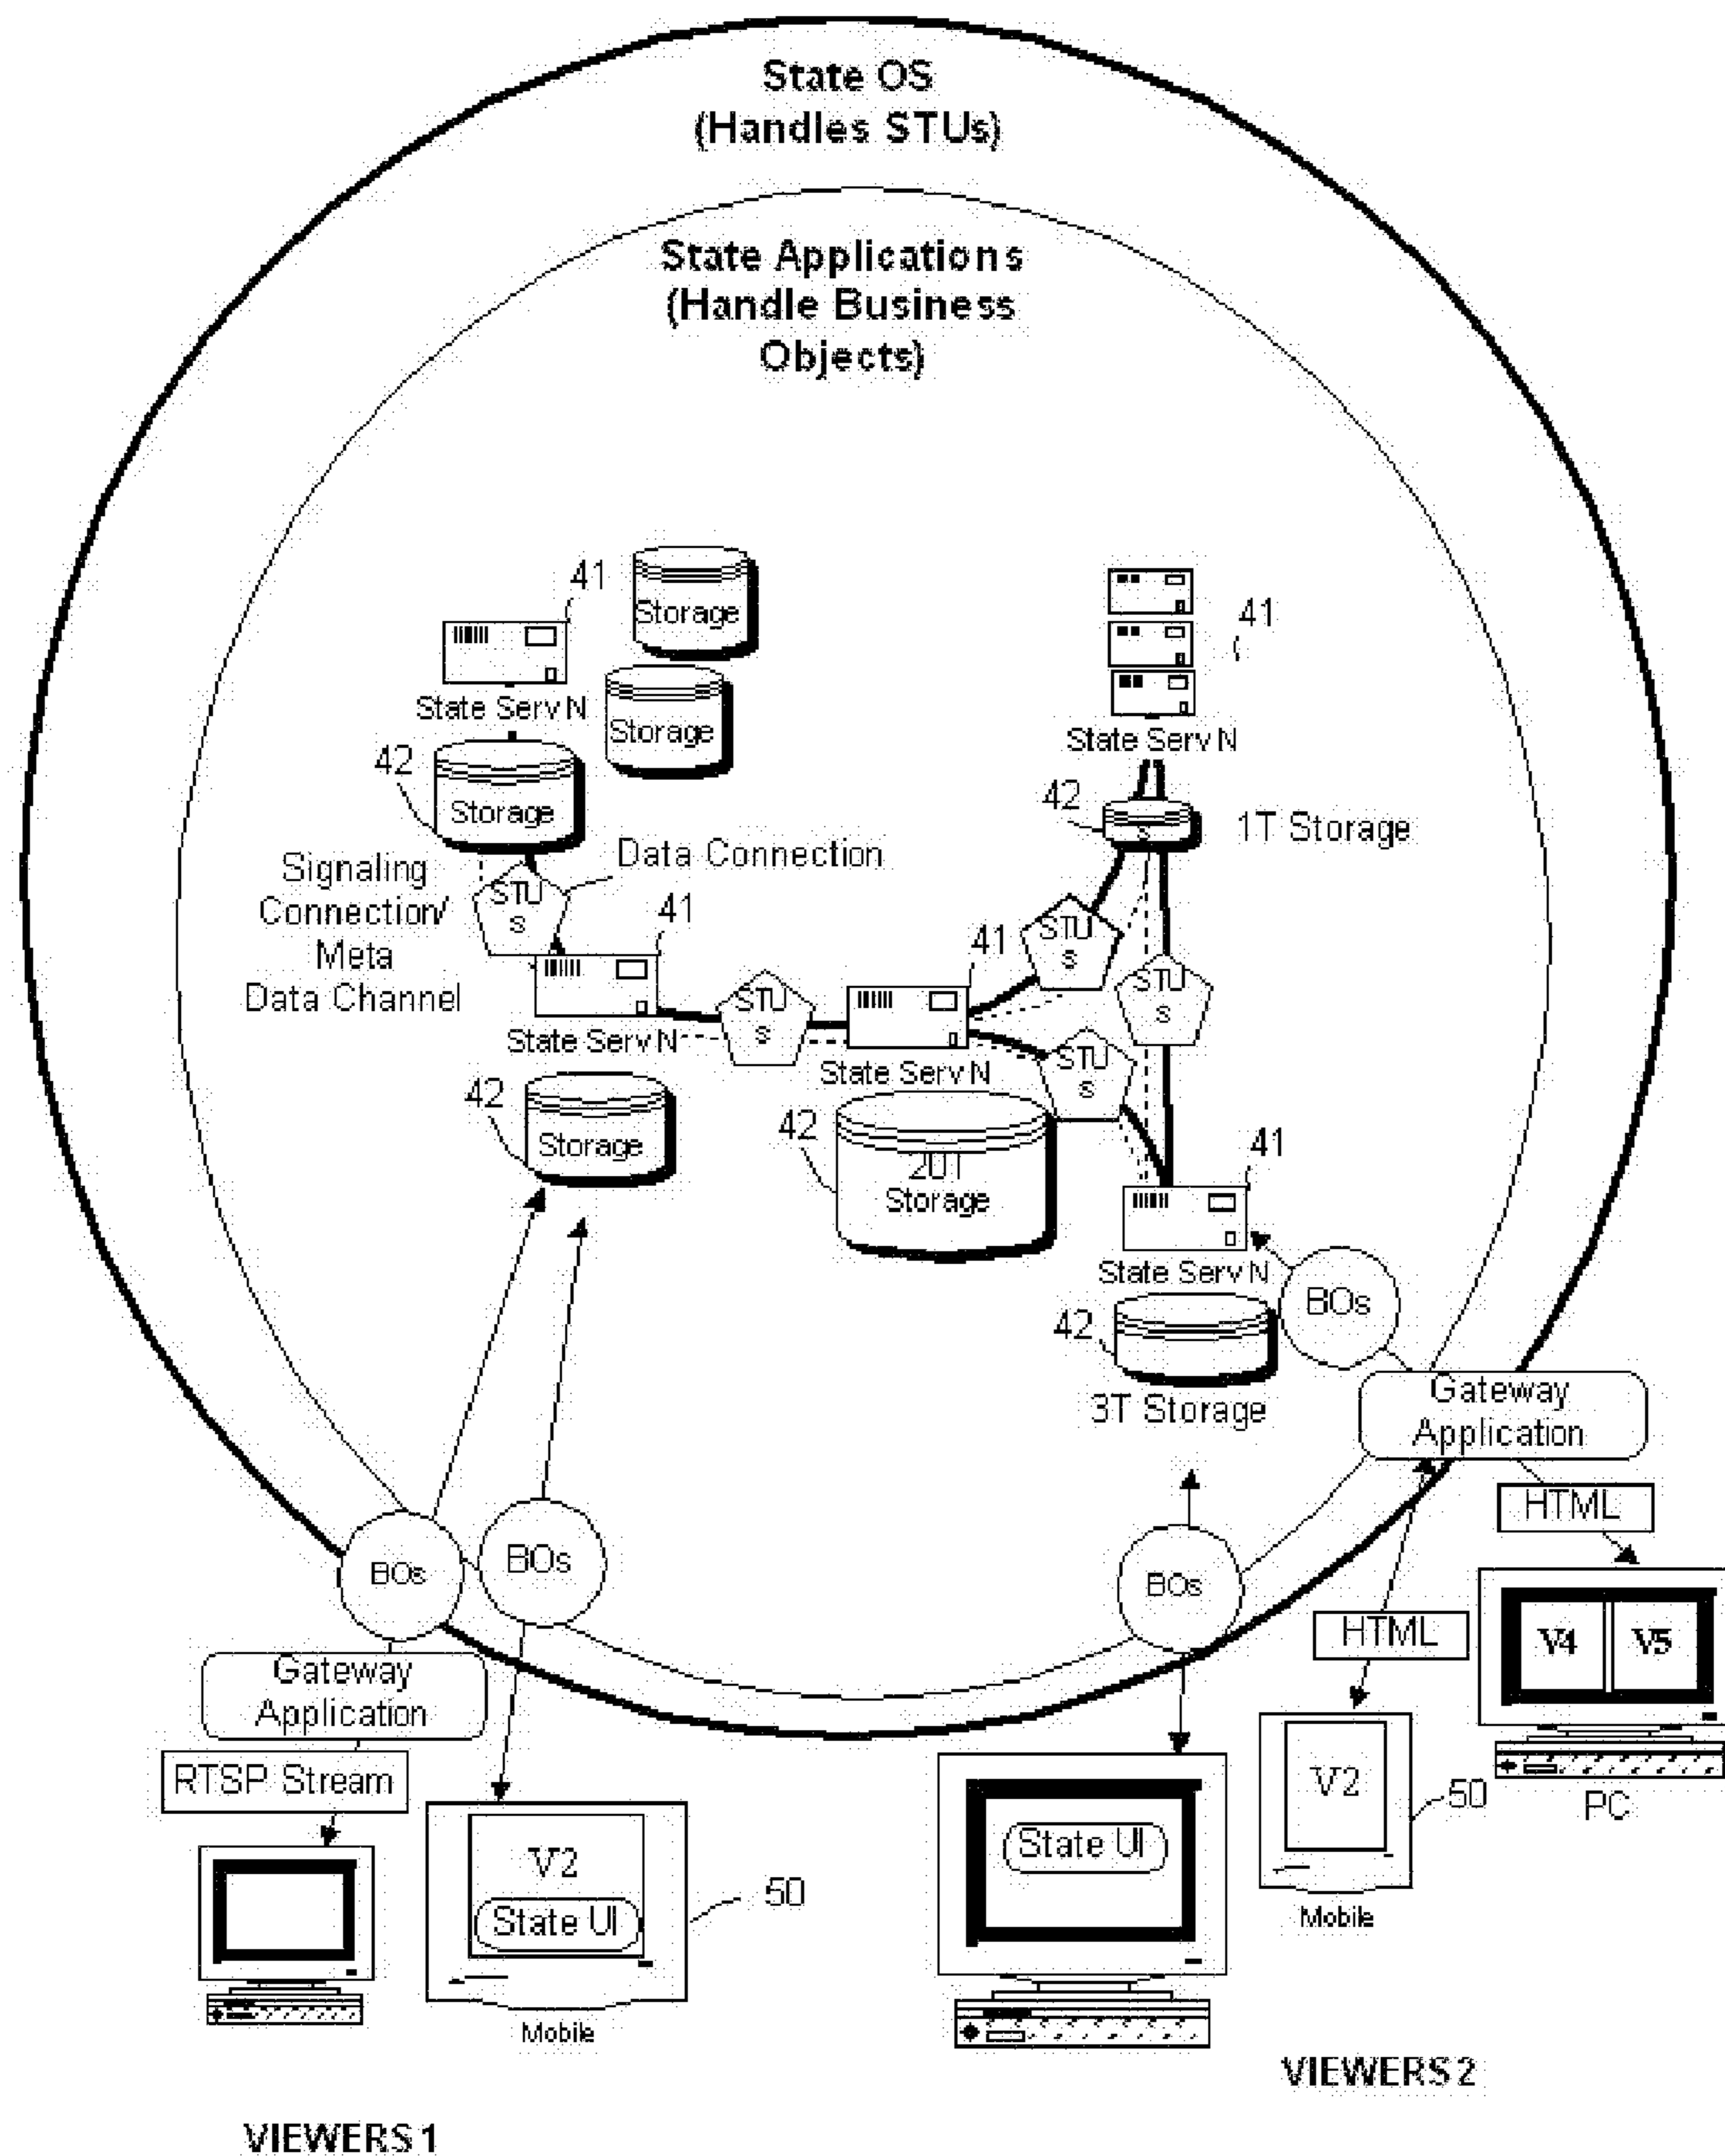 State OS
(Handles STUs)
State Applications
(Handle Business
Objects)
41
Storage
State Serv N
Storage
42
Storage
41
State Serv N
42
S
1T Storage
Signaling
Connection/
Meta
Data Channel
Data Connection
STU
s
41
State Serv N
STU
s
41
State Serv N
STU
s
STU
s
STU
s
42
Storage
42
20T
Storage
41
State Serv N
BOs
42
3T Storage
Gateway
Application
HTML
BOs
BOs
BOs
HTML
V4
V5
PC
Gateway
Application
RTSP Stream
V2
State UI
50
Mobile
State UI
V2
50
Mobile
VIEWERS 2
VIEWERS 1